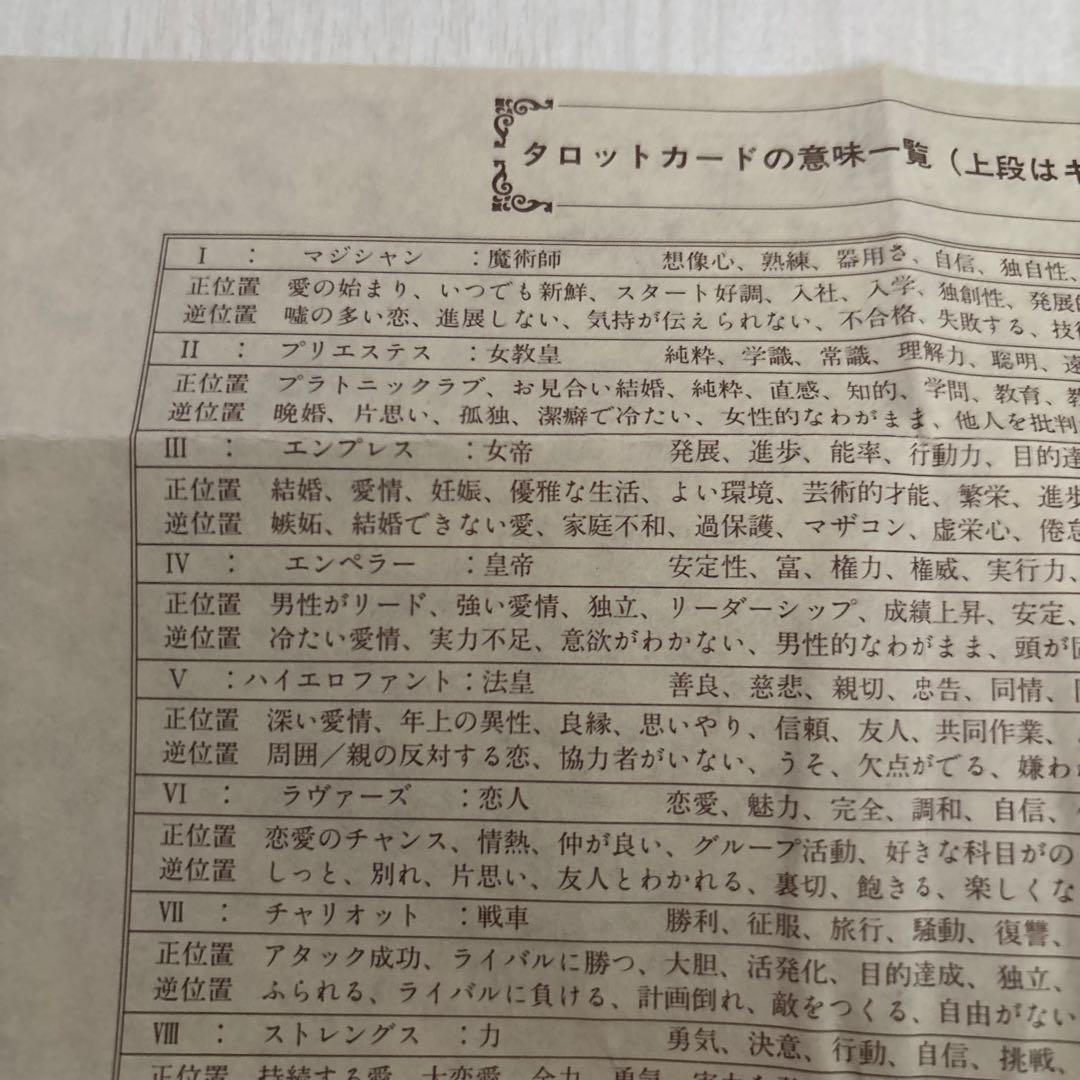 タロットカードの意味一覧（上段はキ
I : マジシャン : 魔術師 想像心、熟練、器用さ、自信、独自性、
正位置 愛の始まり、いつでも新鮮、スタート好調、入社、入学、独創性、発展的
逆位置 嘘の多い恋、進展しない、気持が伝えられない、不合格、失敗する、技術
II : プリエステス : 女教皇 純粋、学識、常識、理解力、聡明、遠
正位置 プラトニックラブ、お見合い結婚、純粋、直感、知的、学問、教育、教
逆位置 晩婚、片思い、孤独、潔癖で冷たい、女性的なわがまま、他人を批判
III : エンプレス : 女帝 発展、進歩、能率、行動力、目的達
正位置 結婚、愛情、妊娠、優雅な生活、よい環境、芸術的才能、繁栄、進歩
逆位置 嫉妬、結婚できない愛、家庭不和、過保護、マザコン、虚栄心、倦怠
IV : エンペラー : 皇帝 安定性、富、権力、権威、実行力、
正位置 男性がリード、強い愛情、独立、リーダーシップ、成績上昇、安定、
逆位置 冷たい愛情、実力不足、意欲がわかない、男性的なわがまま、頭が固
V : ハイエロファント : 法皇 善良、慈悲、親切、忠告、同情、
正位置 深い愛情、年上の異性、良縁、思いやり、信頼、友人、共同作業、
逆位置 周囲／親の反対する恋、協力者がいない、うそ、欠点がでる、嫌わ
VI : ラヴァーズ : 恋人 恋愛、魅力、完全、調和、自信、
正位置 恋愛のチャンス、情熱、仲が良い、グループ活動、好きな科目がの
逆位置 しっと、別れ、片思い、友人とわかれる、裏切、飽きる、楽しくな
VII : チャリオット : 戦車 勝利、征服、旅行、騒動、復讐、
正位置 アタック成功、ライバルに勝つ、大胆、活発化、目的達成、独立、
逆位置 ふられる、ライバルに負ける、計画倒れ、敵をつくる、自由がない
VIII : ストレングス : 力 勇気、決意、行動、自信、挑戦、
正位置 持続する愛、大恋愛、全力、勇気、